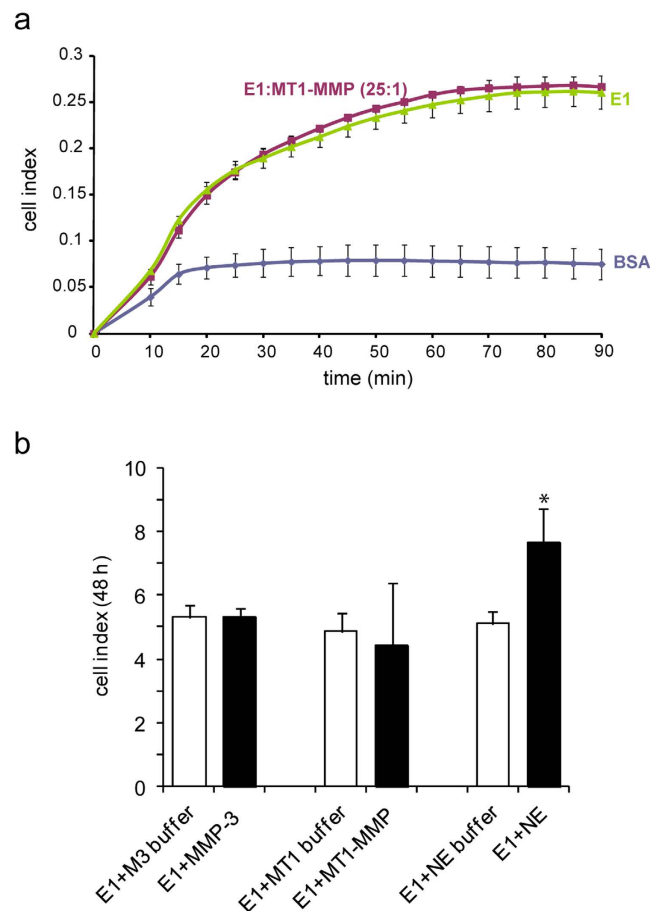 a
0.3
0.25
0.2
0.15
0.1
0.05
0
cell index
E1:MT1-MMP (25:1)
E1
BSA
0 10 20 30 40 50 60 70 80 90
time (min)
b
10
8
6
4
2
0
cell index (48 h)
*
E1+M3 buffer
E1+MMP-3
E1+MT1 buffer
E1+MT1-MMP
E1+NE buffer
E1+NE